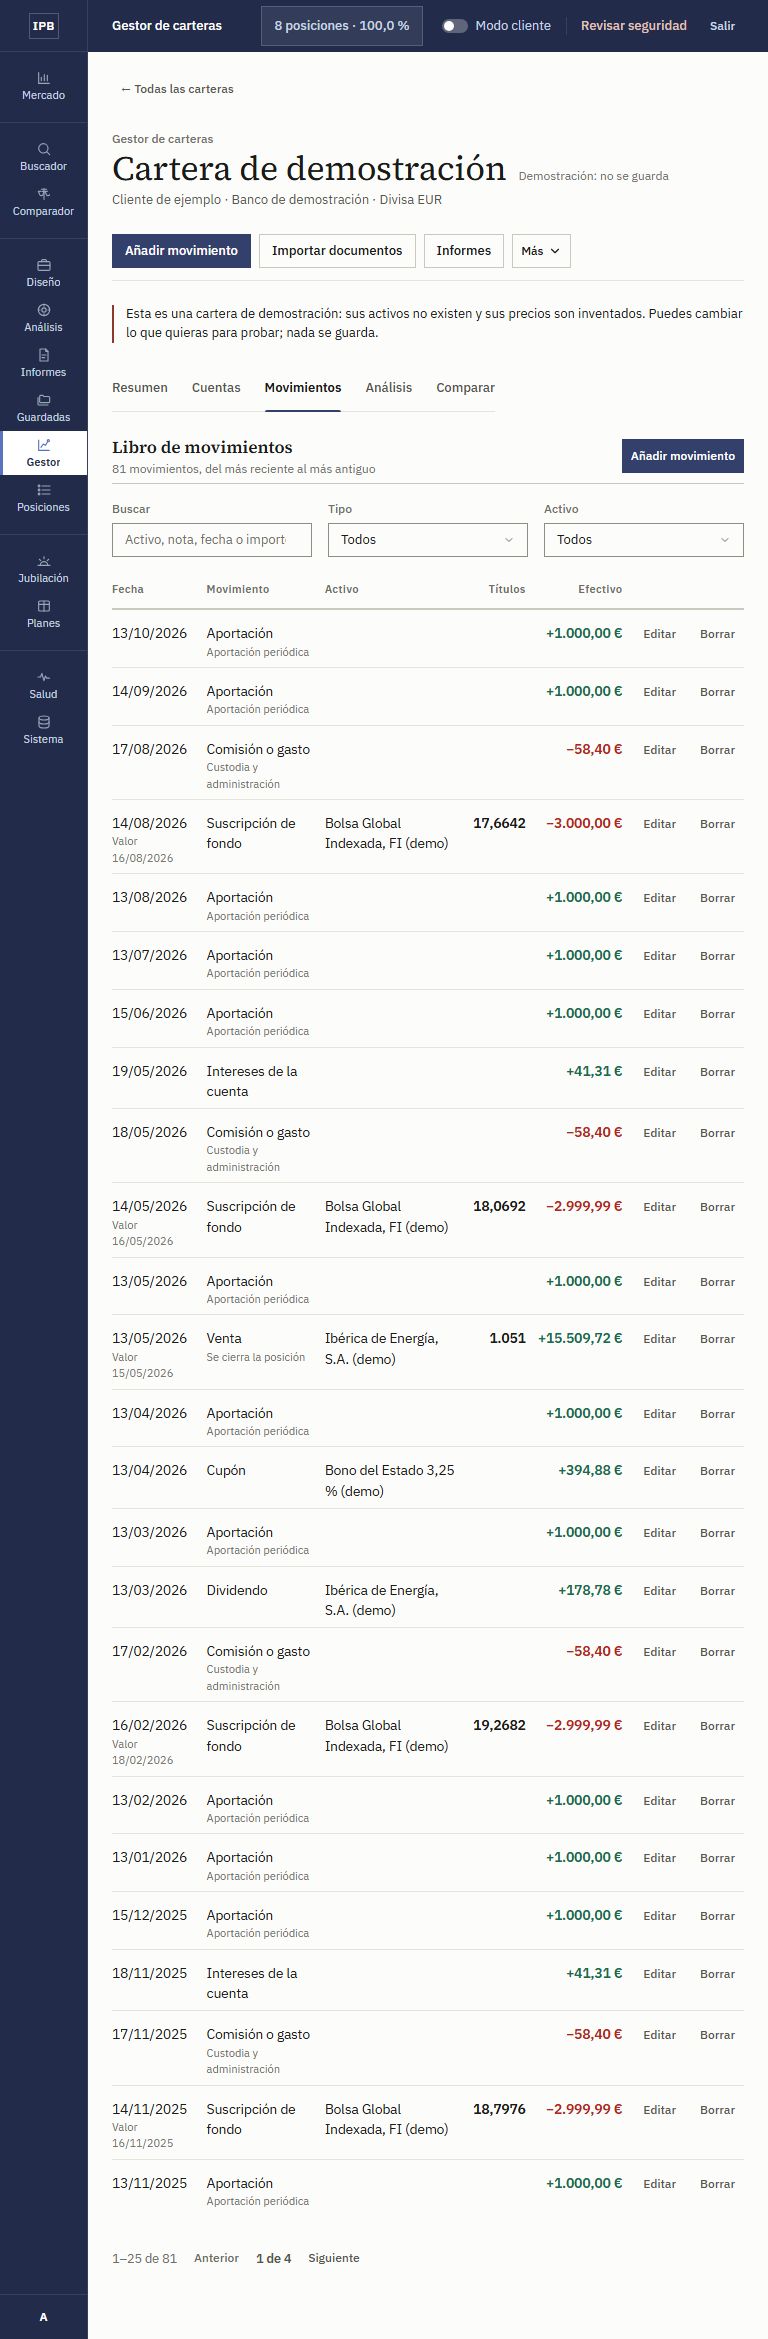 IPB
Gestor de carteras
8 posiciones · 100,0 %
Modo cliente
Revisar seguridad
Salir
Mercado
Buscador
Comparador
Diseño
Análisis
Informes
Guardadas
Gestor
Posiciones
Jubilación
Planes
Salud
Sistema
A
← Todas las carteras
Gestor de carteras
Cartera de demostración Demostración: no se guarda
Cliente de ejemplo · Banco de demostración · Divisa EUR
Añadir movimiento Importar documentos Informes Más
Esta es una cartera de demostración: sus activos no existen y sus precios son inventados. Puedes cambiar
lo que quieras para probar; nada se guarda.
Resumen Cuentas Movimientos Análisis Comparar
Libro de movimientos
81 movimientos, del más reciente al más antiguo
Añadir movimiento
Buscar Tipo Activo
Activo, nota, fecha o import Todos Todos
Fecha Movimiento Activo Títulos Efectivo
13/10/2026 Aportación +1.000,00 € Editar Borrar
Aportación periódica
14/09/2026 Aportación +1.000,00 € Editar Borrar
Aportación periódica
17/08/2026 Comisión o gasto −58,40 € Editar Borrar
Custodia y
administración
14/08/2026 Suscripción de Bolsa Global 17,6642 −3.000,00 € Editar Borrar
Valor fondo Indexada, FI (demo)
16/08/2026
13/08/2026 Aportación +1.000,00 € Editar Borrar
Aportación periódica
13/07/2026 Aportación +1.000,00 € Editar Borrar
Aportación periódica
15/06/2026 Aportación +1.000,00 € Editar Borrar
Aportación periódica
19/05/2026 Intereses de la +41,31 € Editar Borrar
cuenta
18/05/2026 Comisión o gasto −58,40 € Editar Borrar
Custodia y
administración
14/05/2026 Suscripción de Bolsa Global 18,0692 −2.999,99 € Editar Borrar
Valor fondo Indexada, FI (demo)
16/05/2026
13/05/2026 Aportación +1.000,00 € Editar Borrar
Aportación periódica
13/05/2026 Venta Ibérica de Energía, 1.051 +15.509,72 € Editar Borrar
Valor Se cierra la posición S.A. (demo)
15/05/2026
13/04/2026 Aportación +1.000,00 € Editar Borrar
Aportación periódica
13/04/2026 Cupón Bono del Estado 3,25 +394,88 € Editar Borrar
% (demo)
13/03/2026 Aportación +1.000,00 € Editar Borrar
Aportación periódica
13/03/2026 Dividendo Ibérica de Energía, +178,78 € Editar Borrar
S.A. (demo)
17/02/2026 Comisión o gasto −58,40 € Editar Borrar
Custodia y
administración
16/02/2026 Suscripción de Bolsa Global 19,2682 −2.999,99 € Editar Borrar
Valor fondo Indexada, FI (demo)
18/02/2026
13/02/2026 Aportación +1.000,00 € Editar Borrar
Aportación periódica
13/01/2026 Aportación +1.000,00 € Editar Borrar
Aportación periódica
15/12/2025 Aportación +1.000,00 € Editar Borrar
Aportación periódica
18/11/2025 Intereses de la +41,31 € Editar Borrar
cuenta
17/11/2025 Comisión o gasto −58,40 € Editar Borrar
Custodia y
administración
14/11/2025 Suscripción de Bolsa Global 18,7976 −2.999,99 € Editar Borrar
Valor fondo Indexada, FI (demo)
16/11/2025
13/11/2025 Aportación +1.000,00 € Editar Borrar
Aportación periódica
1–25 de 81 Anterior 1 de 4 Siguiente